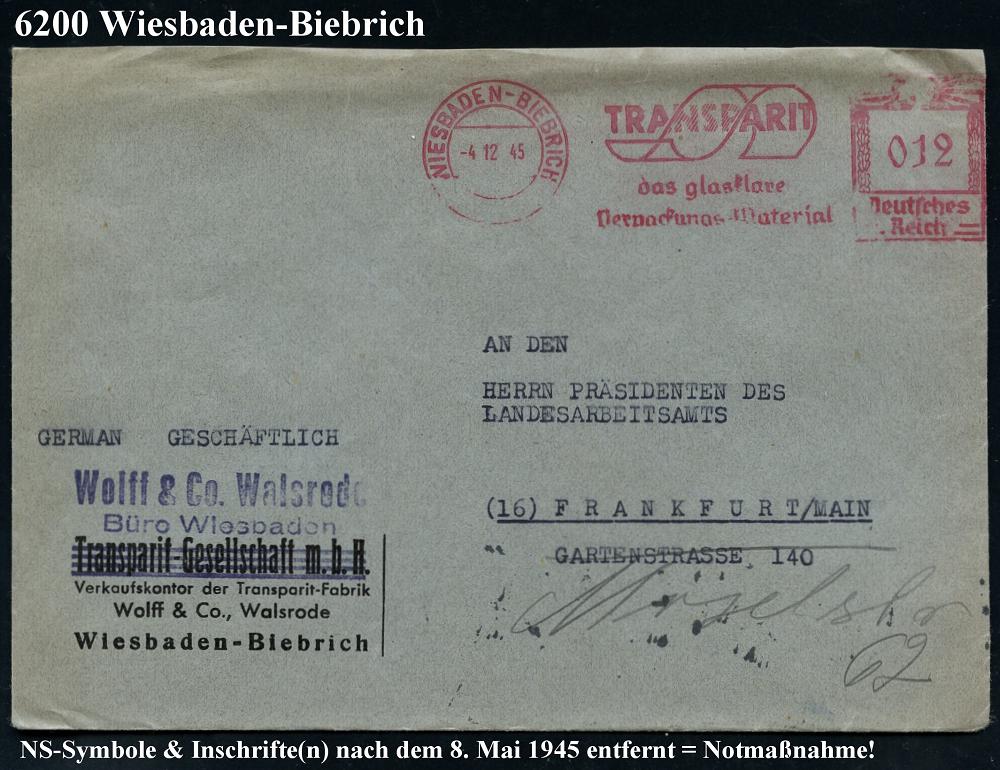 6200 Wiesbaden-Biebrich
WIESBADEN-BIEBRICH
-4 12 45
TRANSPARIT
das glasklare
Verpackungs-Material
012
Deutsches
Reich
AN DEN
HERRN PRÄSIDENTEN DES
LANDESARBEITSAMTS
GERMAN GESCHÄFTLICH
(16) F R A N K F U R T/MAIN
GARTENSTRASSE 140
62
Wolff & Co. Walsrode
Büro Wiesbaden
Transparit-Gesellschaft m. b. H.
Verkaufskontor der Transparit-Fabrik
Wolff & Co., Walsrode
Wiesbaden-Biebrich
NS-Symbole & Inschrifte(n) nach dem 8. Mai 1945 entfernt = Notmaßnahme!